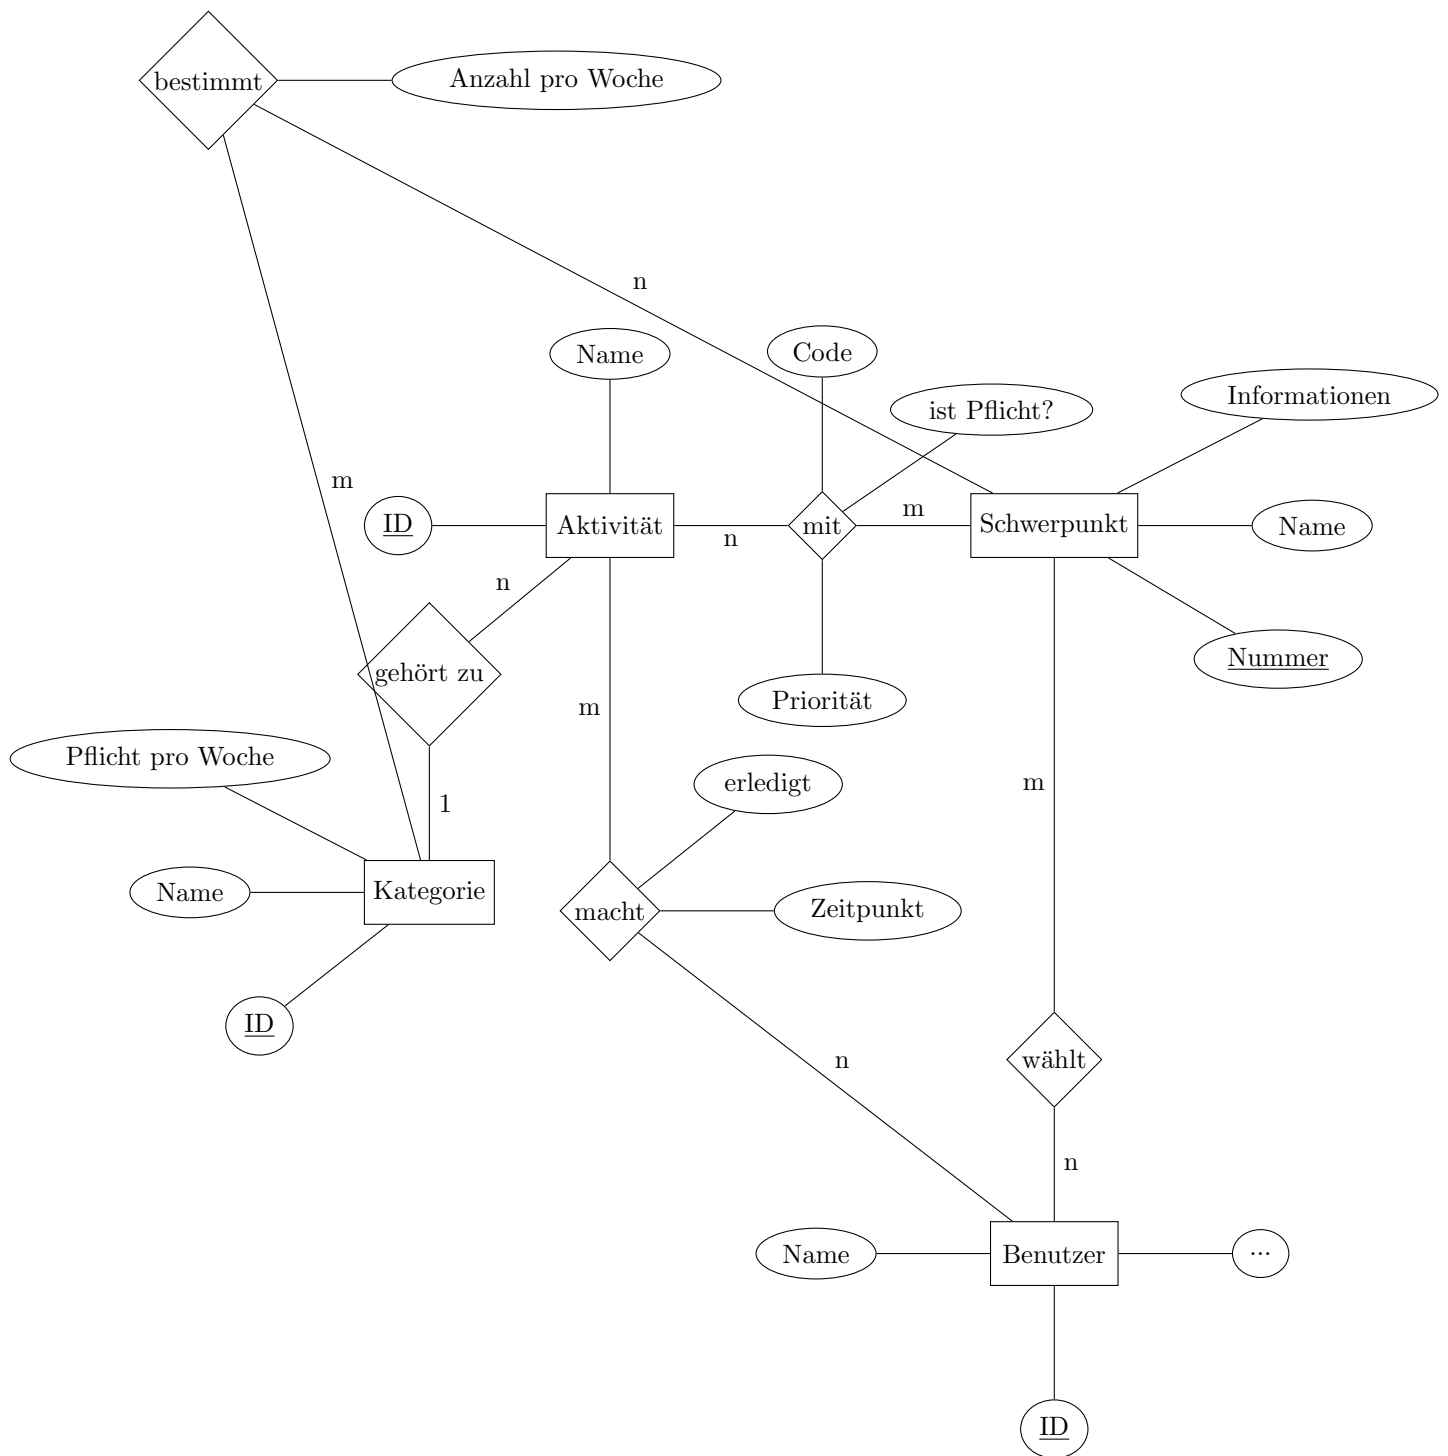 bestimmt
Anzahl pro Woche
n
Name
Code
ist Pflicht?
Informationen
m
ID
Aktivität
n
mit
m
Schwerpunkt
Name
n
gehört zu
Nummer
m
Priorität
Pflicht pro Woche
1
erledigt
m
Name
Kategorie
macht
Zeitpunkt
ID
n
wählt
n
Name
Benutzer
...
ID